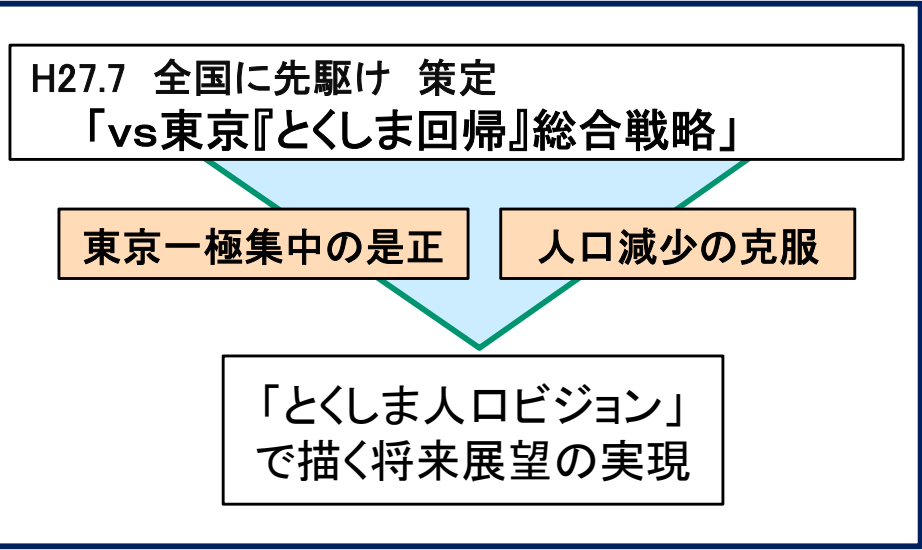 H27.7 全国に先駆け 策定
「vs東京『とくしま回帰』総合戦略」
東京一極集中の是正
人口減少の克服
「とくしま人口ビジョン」
で描く将来展望の実現